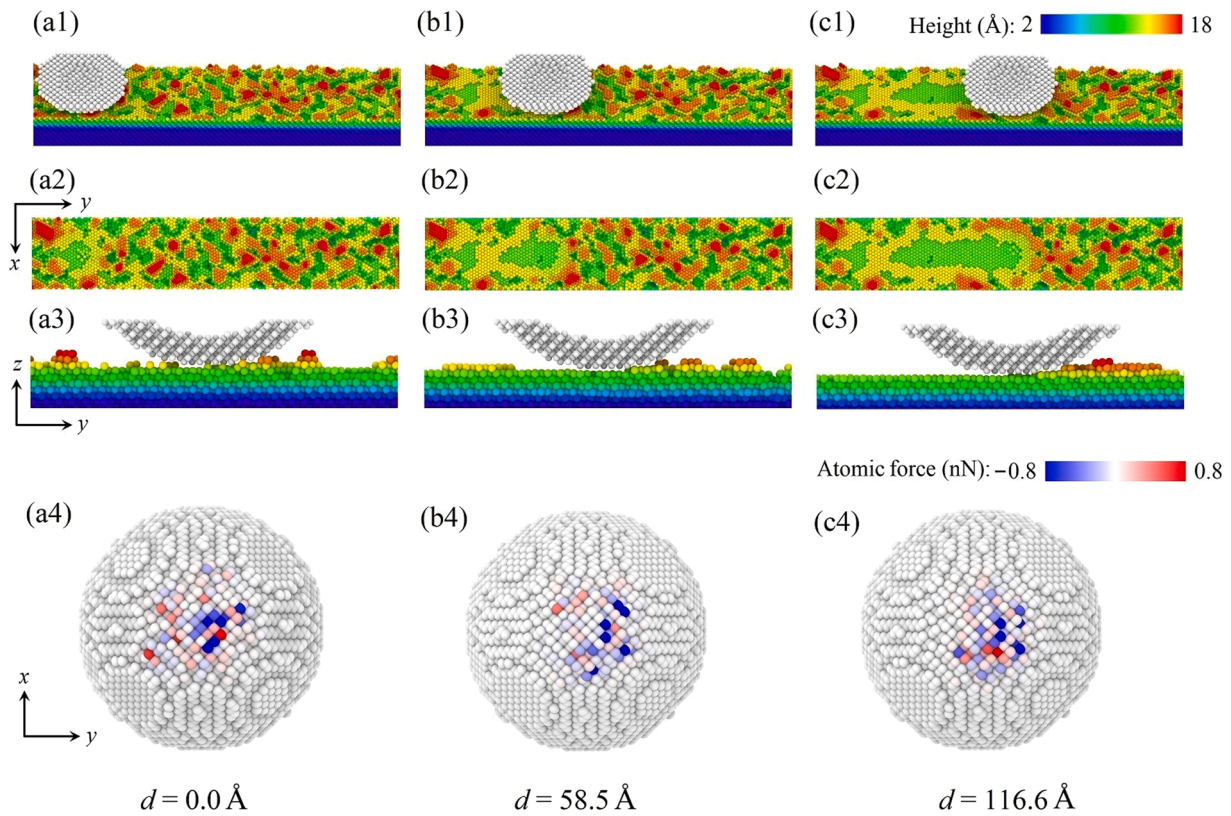 (a1) (b1) (c1) Height (Å): 2 18
(a2) (b2) (c2)
y
x
(a3) (b3) (c3)
z
y
Atomic force (nN): −0.8 0.8
(a4) (b4) (c4)
x
y
d = 0.0 Å d = 58.5 Å d = 116.6 Å